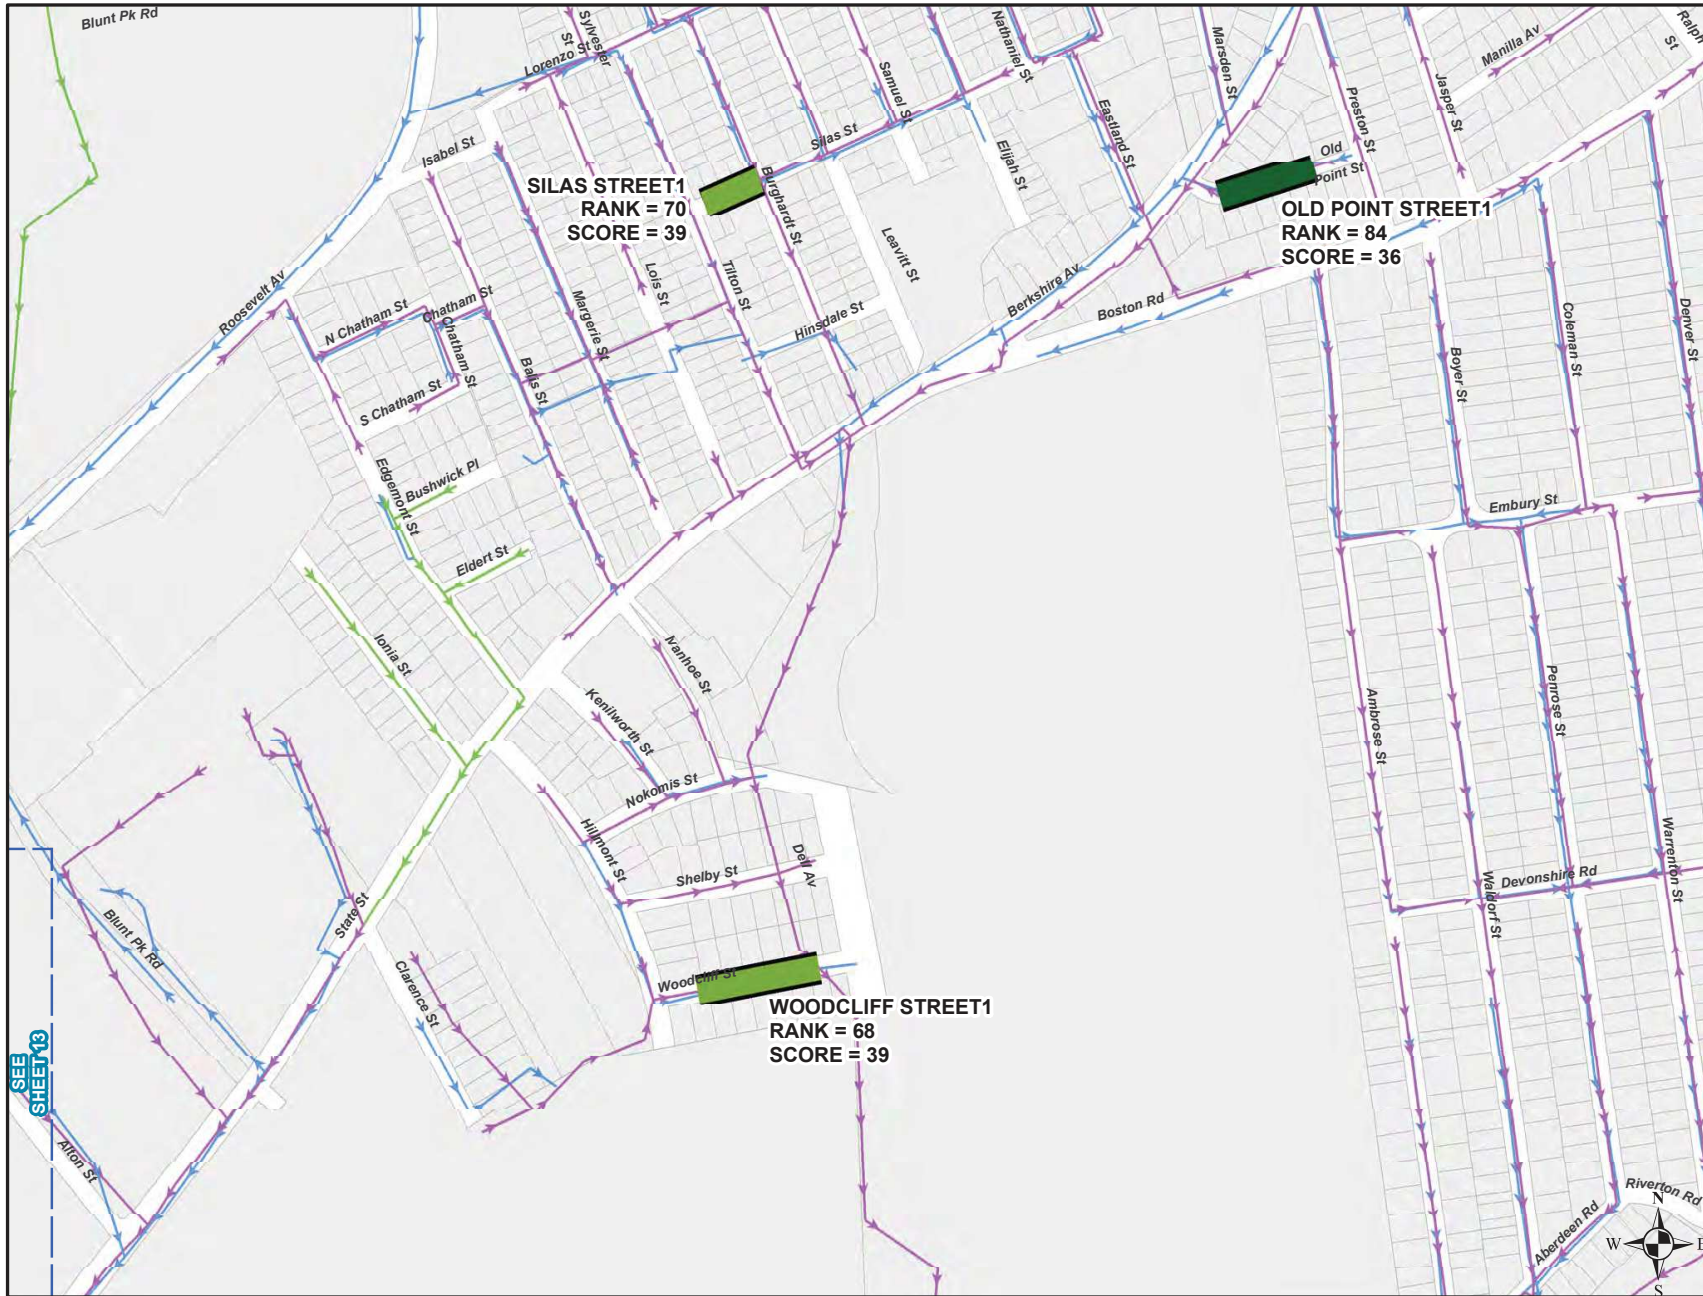 Blunt Pk Rd
Sylvester
St
Lorenzo St
Nathaniel St
Marsden St
Manilla Av
Ralph
St
Samuel St
Jasper St
Preston St
Eastland St
Silas St
Isabel St
Elijah St
Old
Point St
SILAS STREET1
RANK = 70
SCORE = 39
Burghardt St
OLD POINT STREET1
RANK = 84
SCORE = 36
Leavitt St
Lois St
Tilton St
Margerie St
Roosevelt Av
N Chatham St
Chatham St
Chatham St
S Chatham St
Hinsdale St
Berkshire Av
Boston Rd
Coleman St
Denver St
Boyer St
Balis St
Bushwick Pl
Edgemont St
Eldert St
Embury St
Ionia St
Ivanhoe St
Kenilworth St
Nokomis St
Ambrose St
Penrose St
Hillmont St
Shelby St
Dell Av
Warrenton St
Devonshire Rd
Waldorf St
State St
Blunt Pk Rd
Clarence St
Woodcliff St
WOODCLIFF STREET1
RANK = 68
SCORE = 39
SEE
SHEET 13
Alton St
Riverton Rd
Aberdeen Rd
N
W
E
S